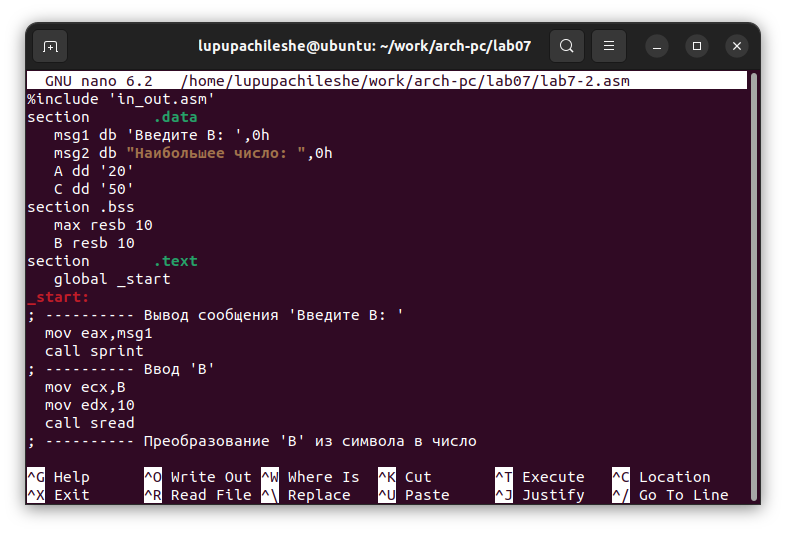 lupupachileshe@ubuntu: ~/work/arch-pc/lab07
GNU nano 6.2 /home/lupupachileshe/work/arch-pc/lab07/lab7-2.asm
%include 'in_out.asm'
section .data
msg1 db 'Введите B: ',0h
msg2 db "Наибольшее число: ",0h
A dd '20'
C dd '50'
section .bss
max resb 10
B resb 10
section .text
global _start
_start:
; ---------- Вывод сообщения 'Введите B: '
mov eax,msg1
call sprint
; ---------- Ввод 'B'
mov ecx,B
mov edx,10
call sread
; ---------- Преобразование 'B' из символа в число
^G Help ^O Write Out ^W Where Is ^K Cut ^T Execute ^C Location
^X Exit ^R Read File ^\ Replace ^U Paste ^J Justify ^/ Go To Line